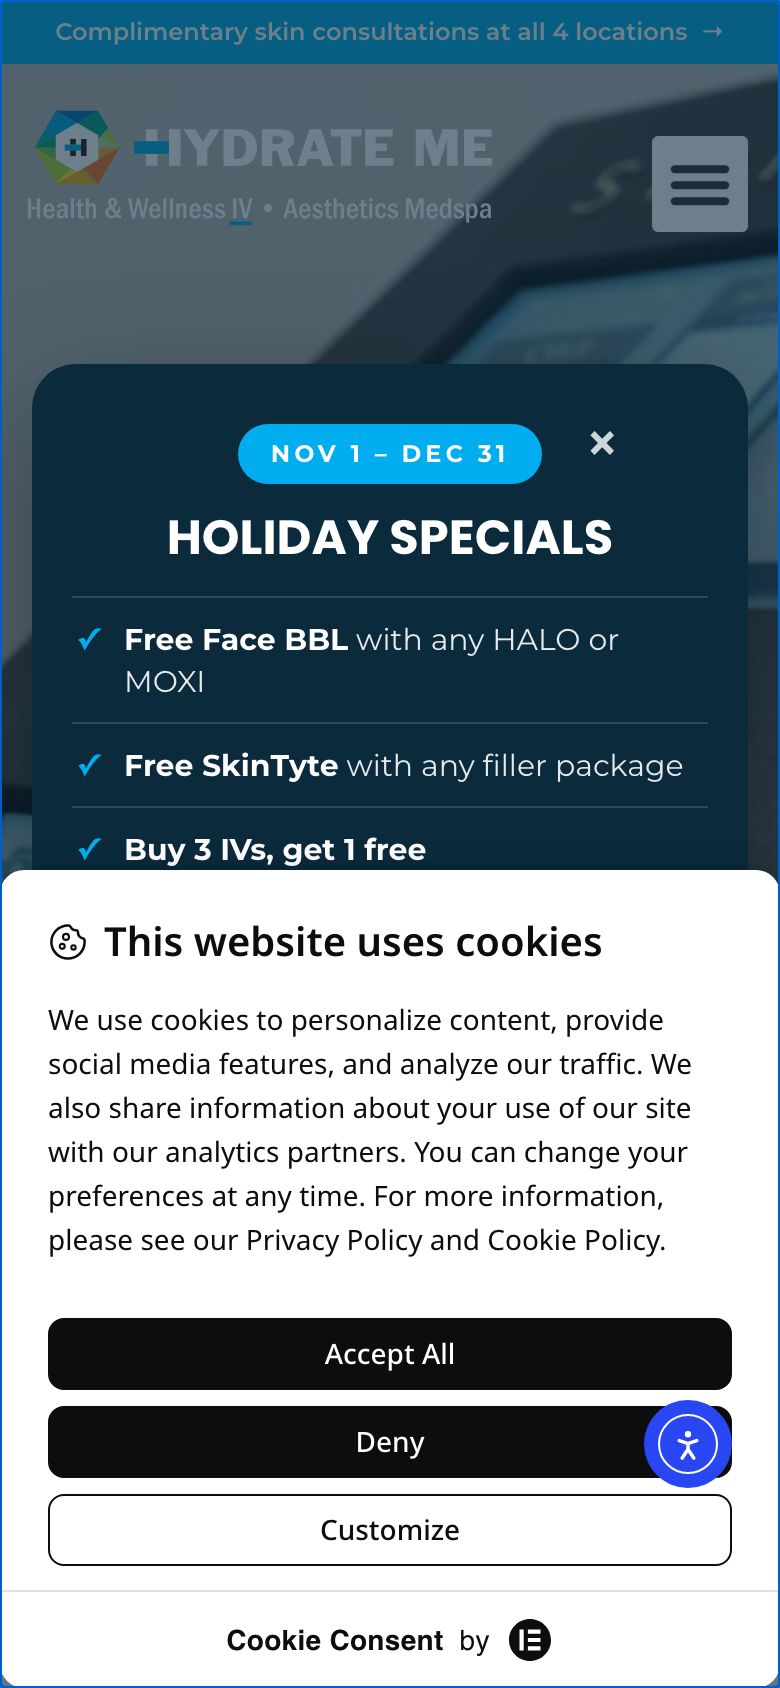 Complimentary skin consultations at all 4 locations →
HYDRATE ME
Health & Wellness IV • Aesthetics Medspa
NOV 1 – DEC 31
×
HOLIDAY SPECIALS
✓ Free Face BBL with any HALO or
MOXI
✓ Free SkinTyte with any filler package
✓ Buy 3 IVs, get 1 free
This website uses cookies
We use cookies to personalize content, provide
social media features, and analyze our traffic. We
also share information about your use of our site
with our analytics partners. You can change your
preferences at any time. For more information,
please see our Privacy Policy and Cookie Policy.
Accept All
Deny
Customize
Cookie Consent by